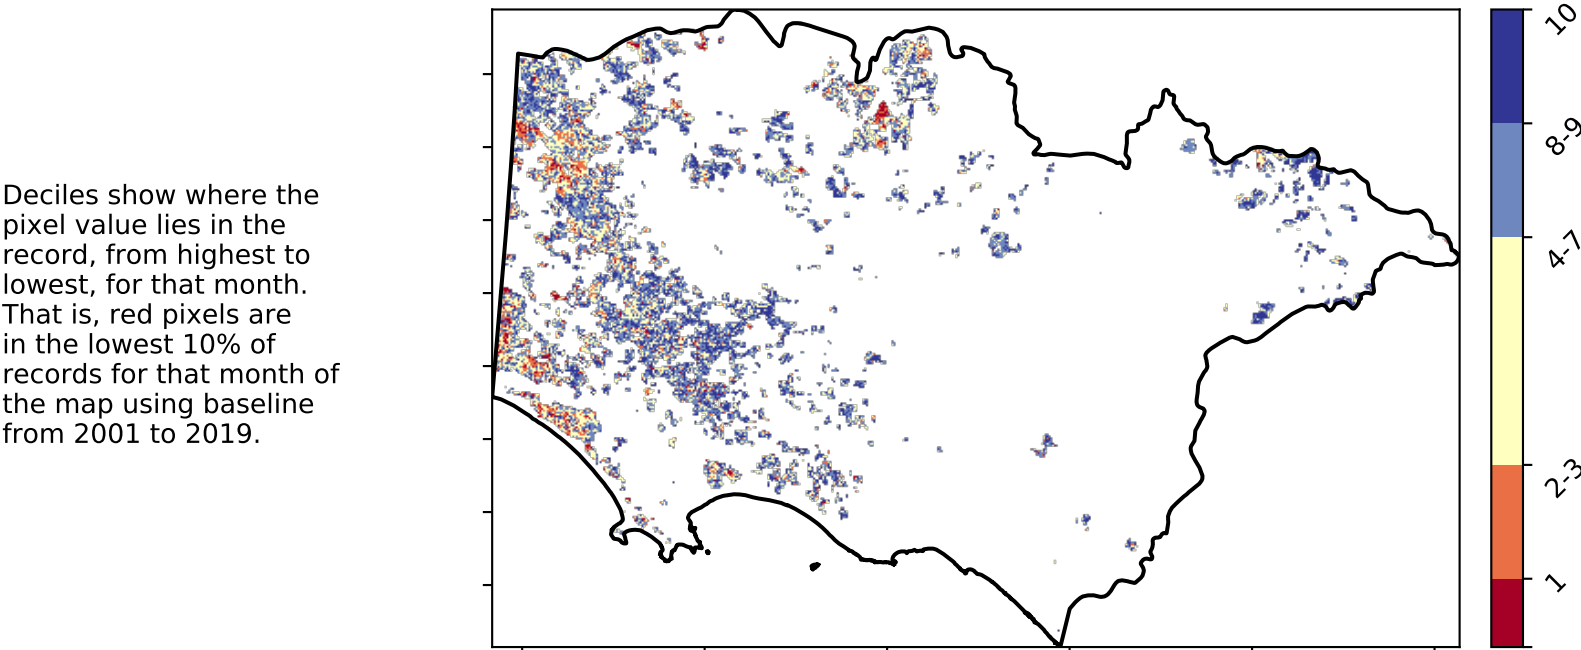 Deciles show where the
pixel value lies in the
record, from highest to
lowest, for that month.
That is, red pixels are
in the lowest 10% of
records for that month of
the map using baseline
from 2001 to 2019.
10
8-9
4-7
2-3
1